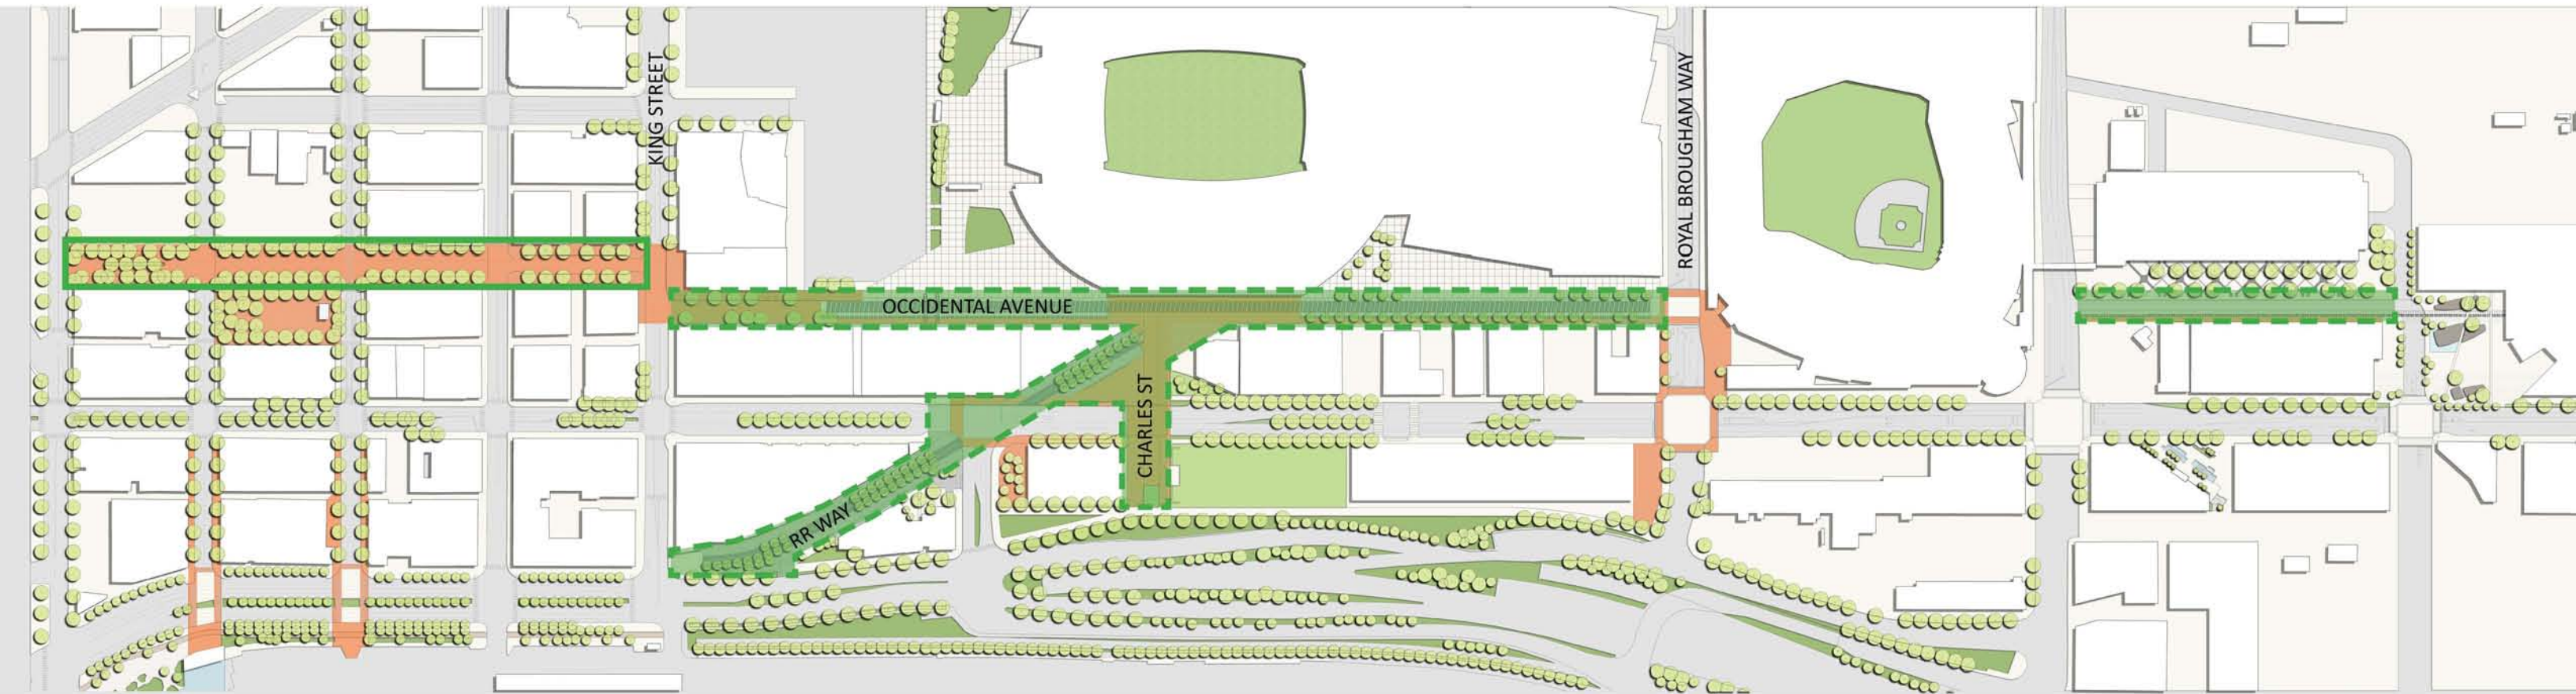 KING STREET
ROYAL BROUGHAM WAY
OCCIDENTAL AVENUE
CHARLES ST
RR WAY